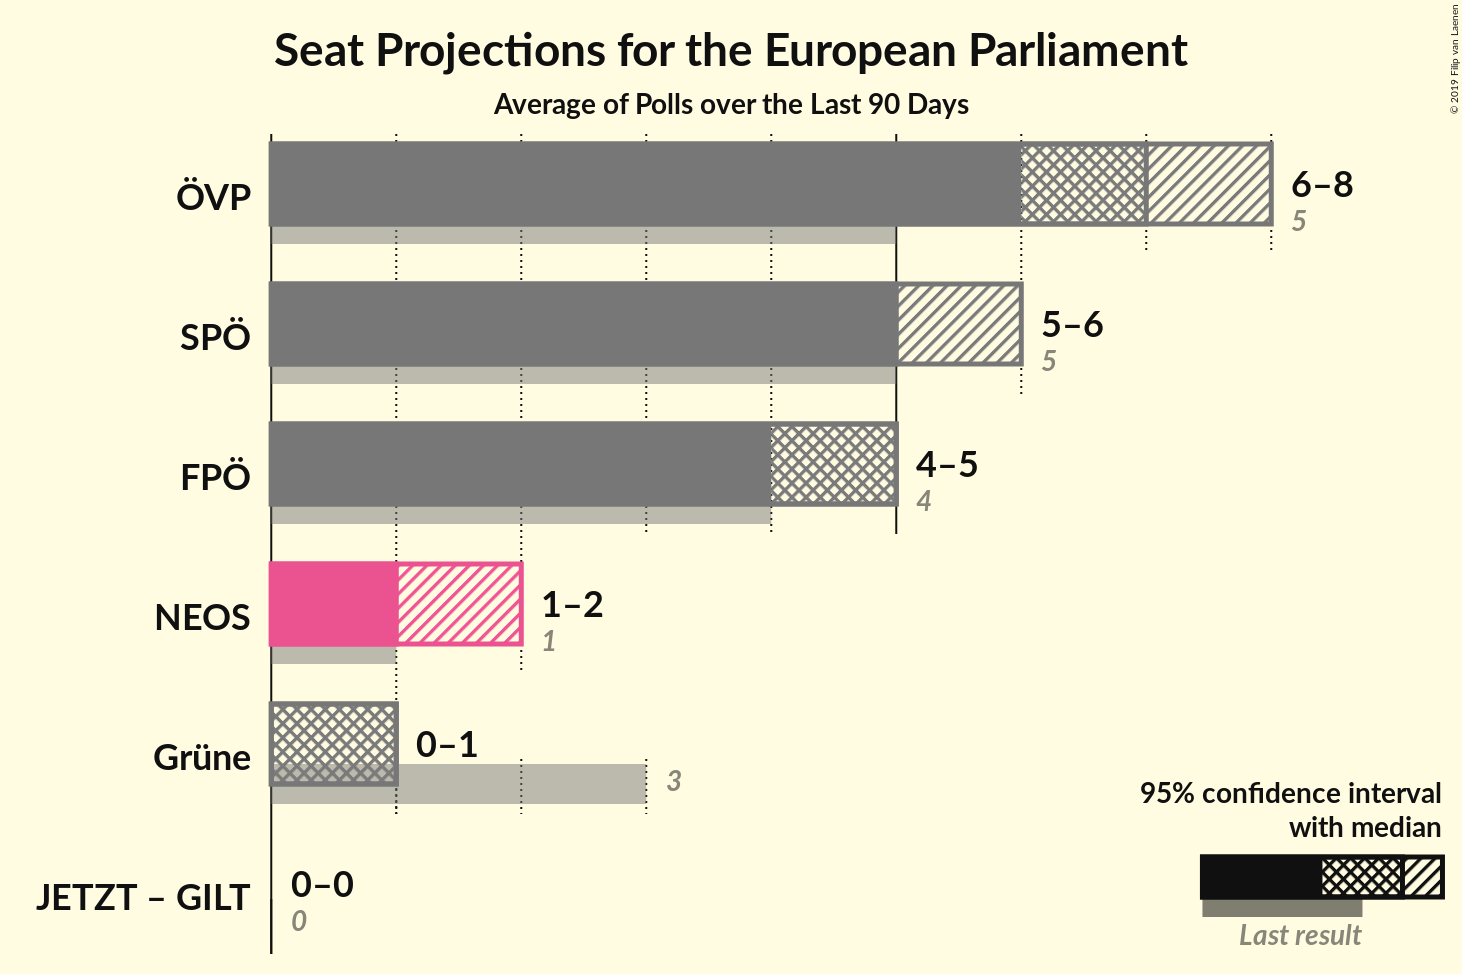 Seat Projections for the European Parliament
Average of Polls over the Last 90 Days
© 2019 Filip van Laenen
ÖVP
6–8
5
SPÖ
5–6
5
FPÖ
4–5
4
NEOS
1–2
1
Grüne
0–1
3
JETZT – GILT
0–0
0
95% confidence interval
with median
Last result